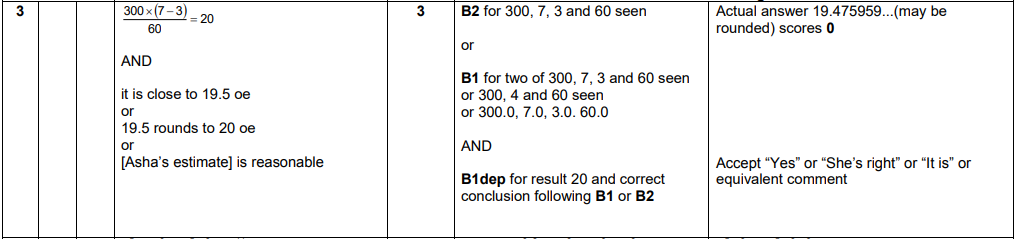 3
300 × (7 – 3)
60
= 20
AND
it is close to 19.5 oe
or
19.5 rounds to 20 oe
or
[Asha’s estimate] is reasonable
3
B2 for 300, 7, 3 and 60 seen
or
B1 for two of 300, 7, 3 and 60 seen
or 300, 4 and 60 seen
or 300.0, 7.0, 3.0. 60.0
AND
B1dep for result 20 and correct
conclusion following B1 or B2
Actual answer 19.475959...(may be
rounded) scores 0
Accept “Yes” or “She’s right” or “It is” or
equivalent comment